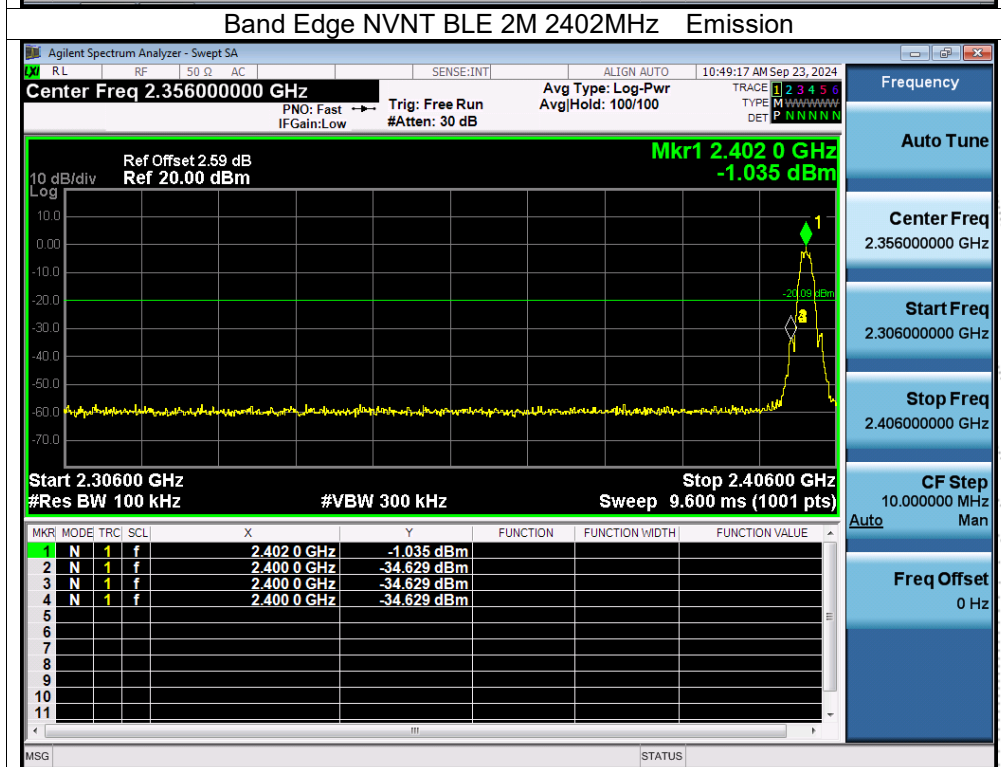 Band Edge NVNT BLE 2M 2402MHz Emission
Agilent Spectrum Analyzer - Swept SA
LXI RL RF 50 Ω AC SENSE:INT ALIGN AUTO 10:49:17 AM Sep 23, 2024
Center Freq 2.356000000 GHz
PNO: Fast
IFGain:Low
Trig: Free Run
#Atten: 30 dB
Avg Type: Log-Pwr
Avg|Hold: 100/100
TRACE 1 2 3 4 5 6
TYPE M WWWWW
DET P N N N N N
Frequency
Auto Tune
Center Freq
2.356000000 GHz
Start Freq
2.306000000 GHz
Stop Freq
2.406000000 GHz
CF Step
10.000000 MHz
Auto Man
Freq Offset
0 Hz
Mkr1 2.402 0 GHz
-1.035 dBm
Ref Offset 2.59 dB
10 dB/div Ref 20.00 dBm
Log
10.0
0.00
-10.0
-20.0
-30.0
-40.0
-50.0
-60.0
-70.0
1
-20.09 dBm
Start 2.30600 GHz Stop 2.40600 GHz
#Res BW 100 kHz #VBW 300 kHz Sweep 9.600 ms (1001 pts)
MKR MODE TRC SCL X Y FUNCTION FUNCTION WIDTH FUNCTION VALUE
1 N 1 f 2.402 0 GHz -1.035 dBm
2 N 1 f 2.400 0 GHz -34.629 dBm
3 N 1 f 2.400 0 GHz -34.629 dBm
4 N 1 f 2.400 0 GHz -34.629 dBm
5
6
7
8
9
10
11
MSG STATUS